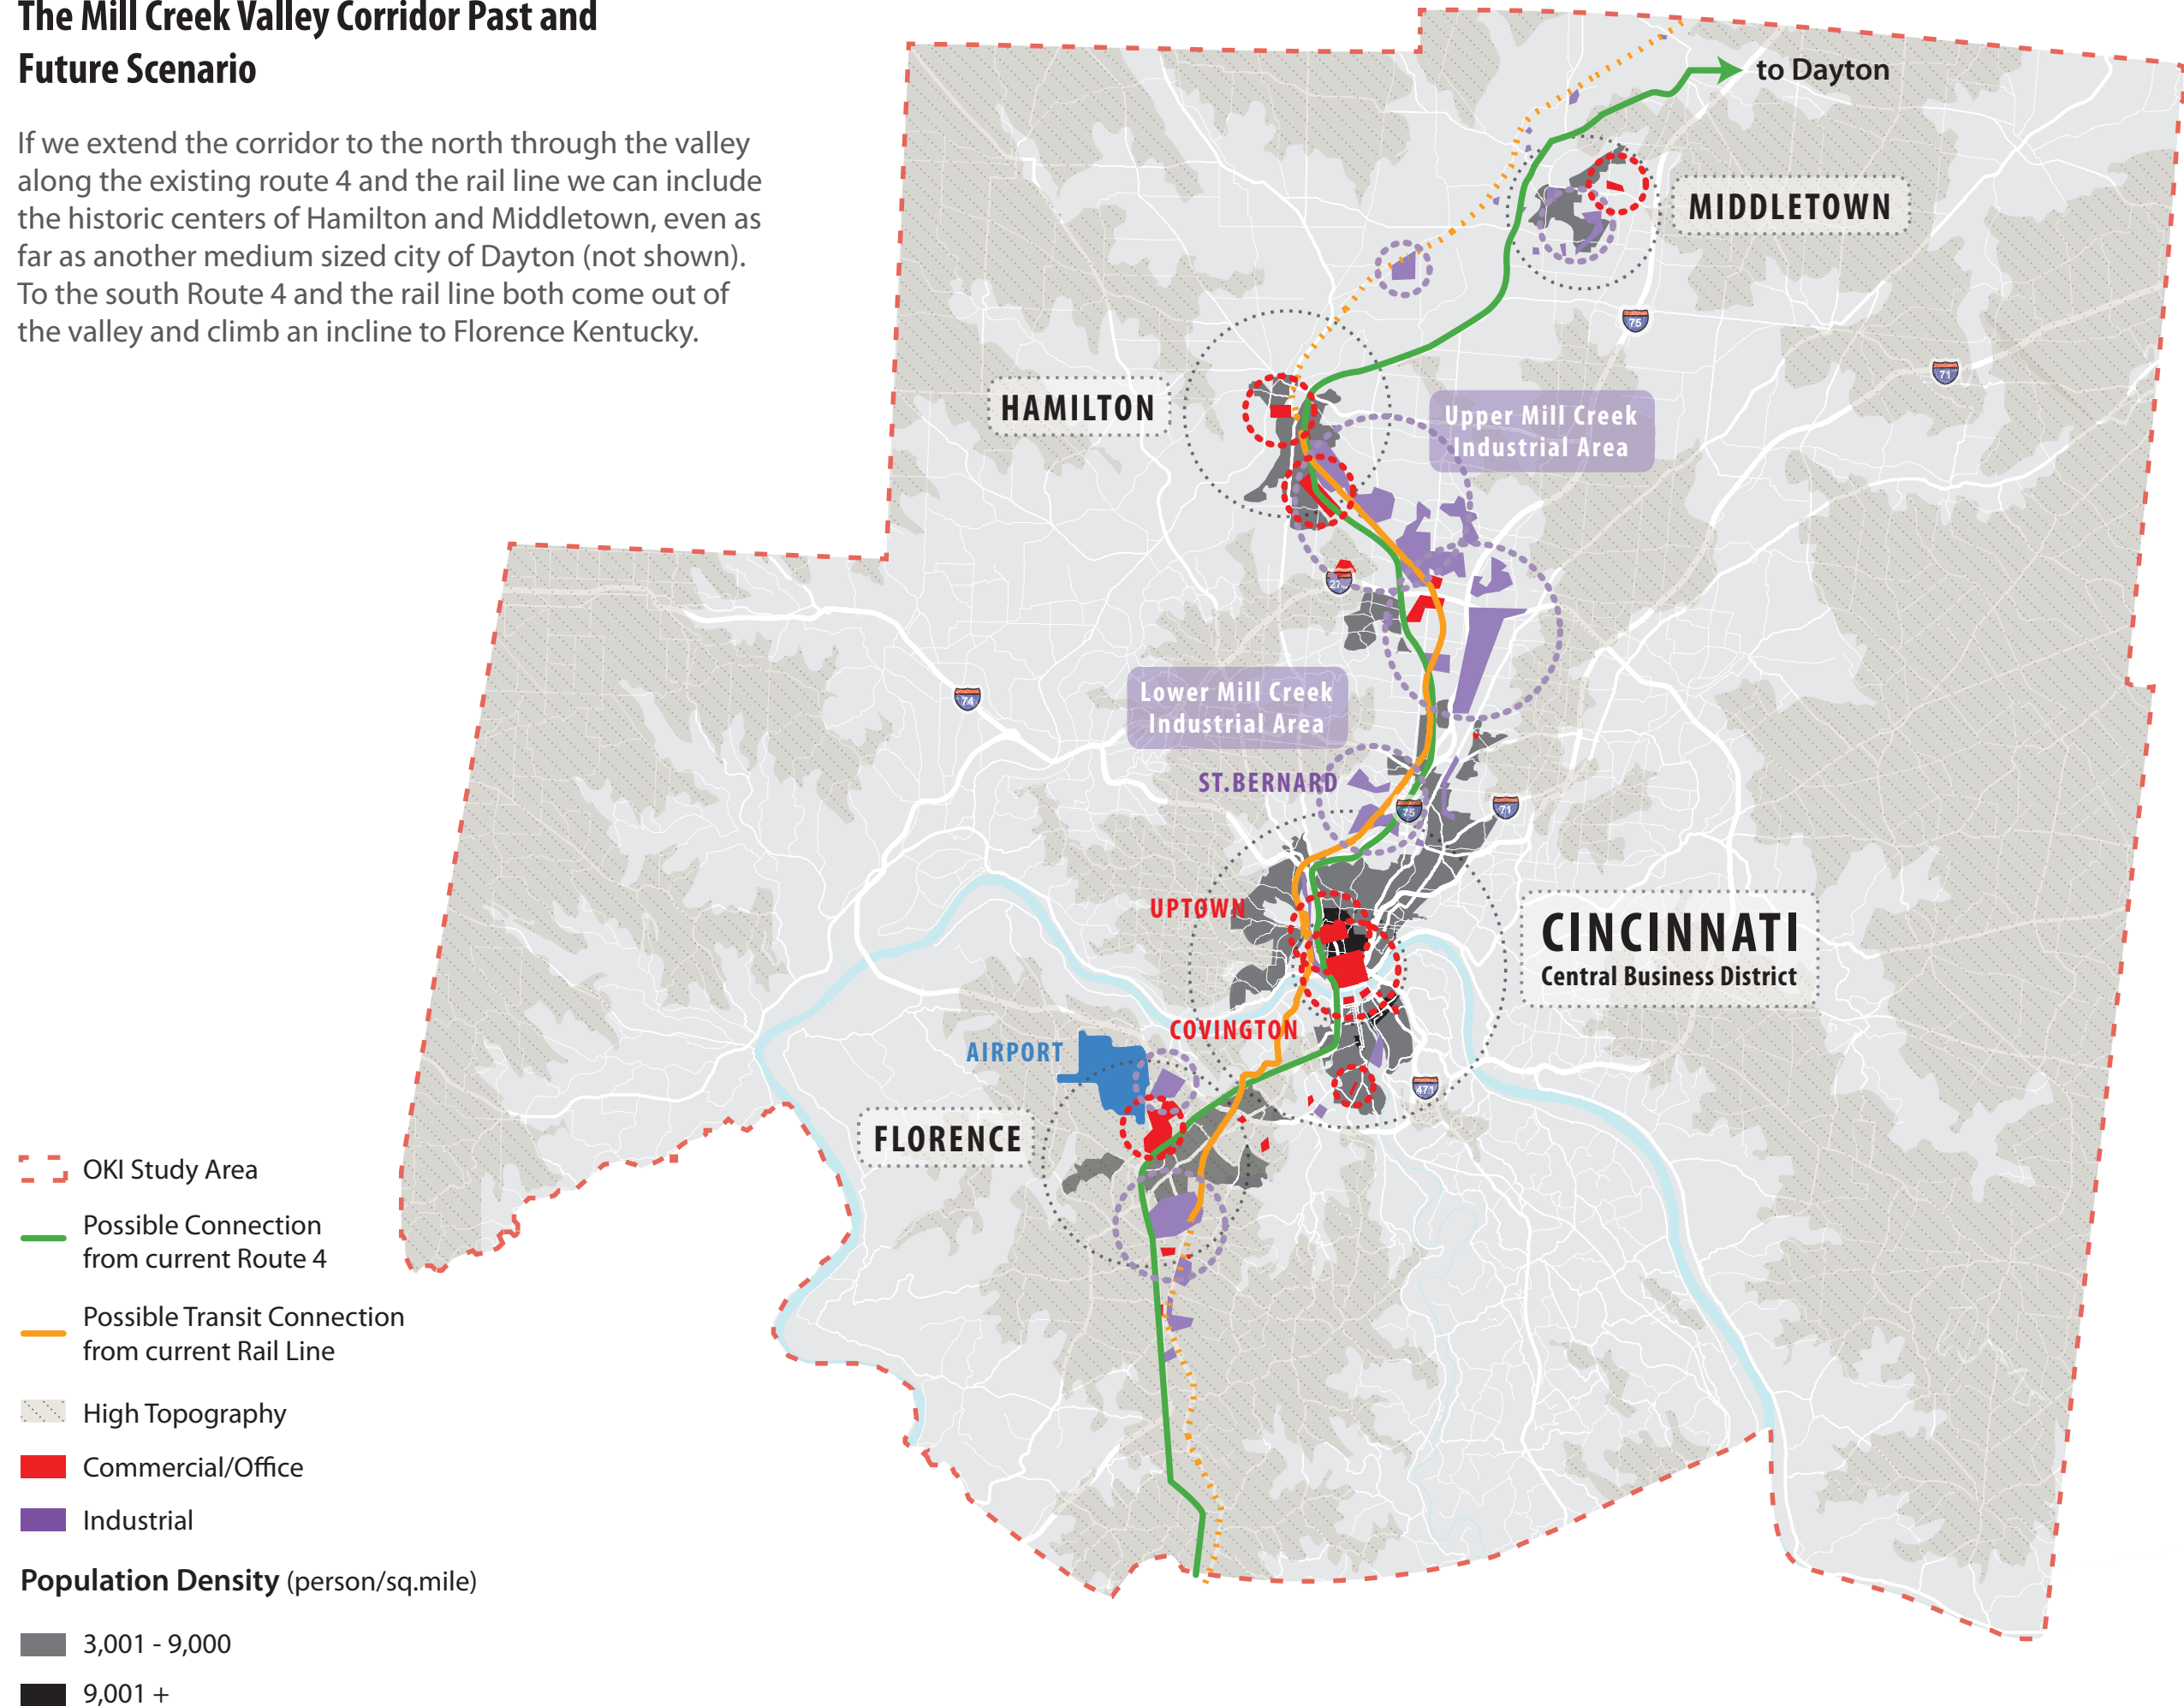 The Mill Creek Valley Corridor Past and
Future Scenario
If we extend the corridor to the north through the valley
along the existing route 4 and the rail line we can include
the historic centers of Hamilton and Middletown, even as
far as another medium sized city of Dayton (not shown).
To the south Route 4 and the rail line both come out of
the valley and climb an incline to Florence Kentucky.
to Dayton
MIDDLETOWN
75
71
HAMILTON
Upper Mill Creek
Industrial Area
74
Lower Mill Creek
Industrial Area
ST.BERNARD
75
71
UPTOWN
CINCINNATI
Central Business District
COVINGTON
AIRPORT
471
FLORENCE
OKI Study Area
Possible Connection
from current Route 4
Possible Transit Connection
from current Rail Line
High Topography
Commercial/Office
Industrial
Population Density (person/sq.mile)
3,001 - 9,000
9,001 +